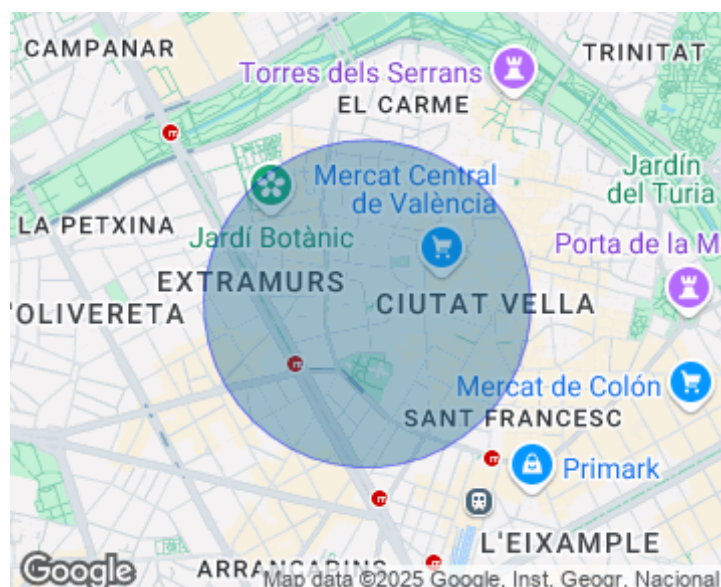 CAMPANAR
TRINITAT
Torres dels Serrans
EL CARME
Mercat Central
de València
Jardín
del Turia
LA PETXINA
Jardí Botànic
Porta de la M
EXTRAMURS
CIUTAT VELLA
'OLIVERETA
Mercat de Colón
SANT FRANCESC
Primark
L'EIXAMPLE
Google
ARRANCAPINS
Map data ©2025 Google, Inst. Geogr. Nacional